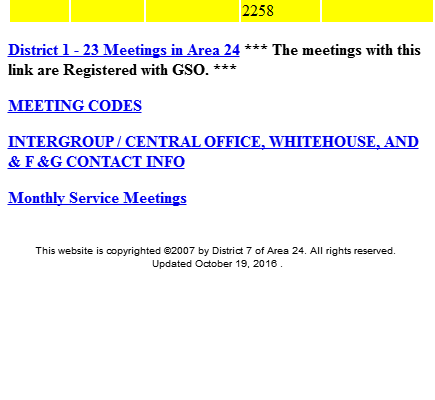 2258
District 1 - 23 Meetings in Area 24 *** The meetings with this
link are Registered with GSO. ***
MEETING CODES
INTERGROUP / CENTRAL OFFICE, WHITEHOUSE, AND
& F &G CONTACT INFO
Monthly Service Meetings
This website is copyrighted ©2007 by District 7 of Area 24. All rights reserved.
Updated October 19, 2016 .